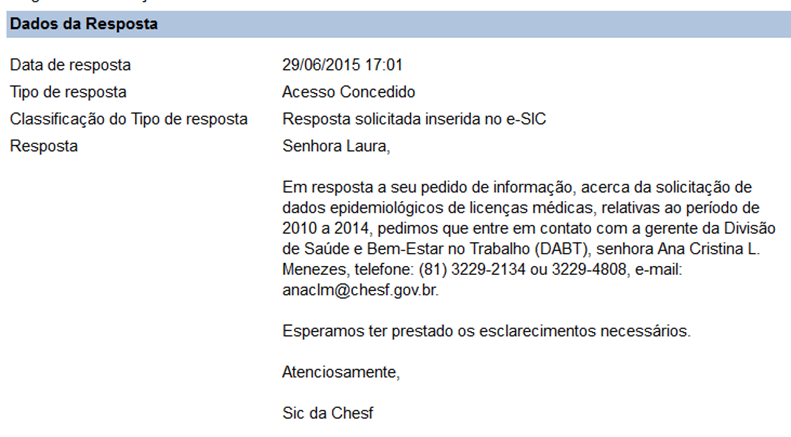 Dados da Resposta
Data de resposta 29/06/2015 17:01
Tipo de resposta Acesso Concedido
Classificação do Tipo de resposta Resposta solicitada inserida no e-SIC
Resposta Senhora Laura,
Em resposta a seu pedido de informação, acerca da solicitação de
dados epidemiológicos de licenças médicas, relativas ao período de
2010 a 2014, pedimos que entre em contato com a gerente da Divisão
de Saúde e Bem-Estar no Trabalho (DABT), senhora Ana Cristina L.
Menezes, telefone: (81) 3229-2134 ou 3229-4808, e-mail:
anaclm@chesf.gov.br.
Esperamos ter prestado os esclarecimentos necessários.
Atenciosamente,
Sic da Chesf